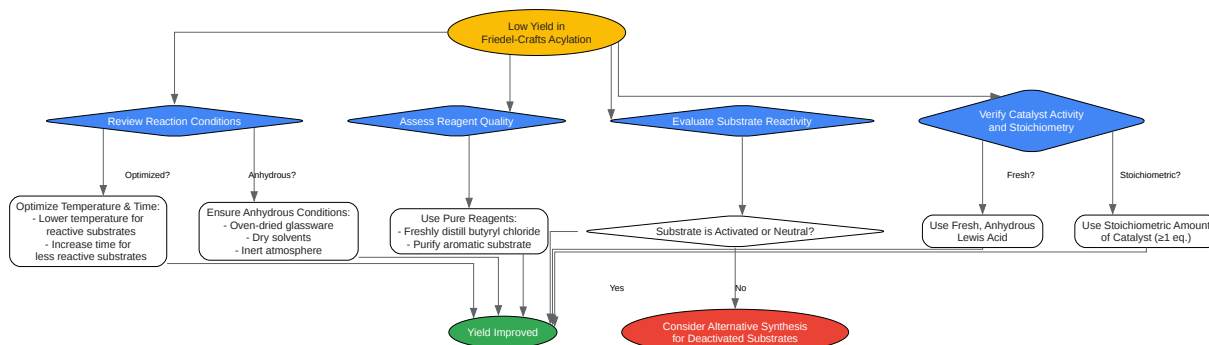 Low Yield in
Friedel-Crafts Acylation
Review Reaction Conditions
Assess Reagent Quality
Evaluate Substrate Reactivity
Verify Catalyst Activity
and Stoichiometry
Optimized?
Anhydrous?
Fresh?
Stoichiometric?
Optimize Temperature & Time:
- Lower temperature for
reactive substrates
- Increase time for
less reactive substrates
Ensure Anhydrous Conditions:
- Oven-dried glassware
- Dry solvents
- Inert atmosphere
Use Pure Reagents:
- Freshly distill butyryl chloride
- Purify aromatic substrate
Substrate is Activated or Neutral?
Use Fresh, Anhydrous
Lewis Acid
Use Stoichiometric Amount
of Catalyst (≥1 eq.)
Yes
No
Yield Improved
Consider Alternative Synthesis
for Deactivated Substrates